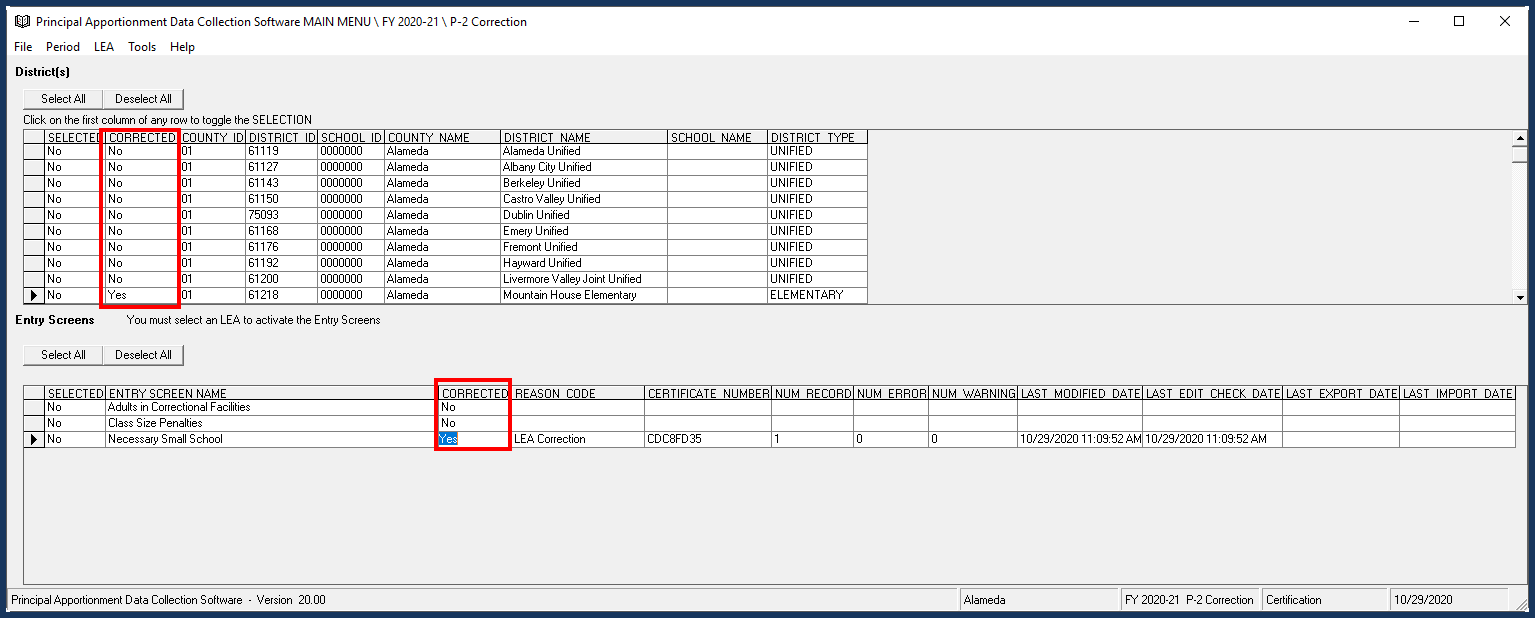 Principal Apportionment Data Collection Software MAIN MENU \ FY 2020-21 \ P-2 Correction
File Period LEA Tools Help
District(s)
Select All Deselect All
Click on the first column of any row to toggle the SELECTION
SELECTED CORRECTED COUNTY_ID DISTRICT_ID SCHOOL_ID COUNTY_NAME DISTRICT_NAME SCHOOL_NAME DISTRICT_TYPE
No No 01 61119 0000000 Alameda Alameda Unified UNIFIED
No No 01 61127 0000000 Alameda Albany City Unified UNIFIED
No No 01 61143 0000000 Alameda Berkeley Unified UNIFIED
No No 01 61150 0000000 Alameda Castro Valley Unified UNIFIED
No No 01 75093 0000000 Alameda Dublin Unified UNIFIED
No No 01 61168 0000000 Alameda Emery Unified UNIFIED
No No 01 61176 0000000 Alameda Fremont Unified UNIFIED
No No 01 61192 0000000 Alameda Hayward Unified UNIFIED
No No 01 61200 0000000 Alameda Livermore Valley Joint Unified UNIFIED
No Yes 01 61218 0000000 Alameda Mountain House Elementary ELEMENTARY
Entry Screens You must select an LEA to activate the Entry Screens
Select All Deselect All
SELECTED ENTRY SCREEN NAME CORRECTED REASON_CODE CERTIFICATE_NUMBER NUM_RECORD NUM_ERROR NUM_WARNING LAST_MODIFIED_DATE LAST_EDIT_CHECK_DATE LAST_EXPORT_DATE LAST_IMPORT_DATE
No Adults in Correctional Facilities No
No Class Size Penalties No
No Necessary Small School Yes LEA Correction CDC8FD35 1 0 0 10/29/2020 11:09:52 AM 10/29/2020 11:09:52 AM
Principal Apportionment Data Collection Software - Version 20.00 Alameda FY 2020-21 P-2 Correction Certification 10/29/2020